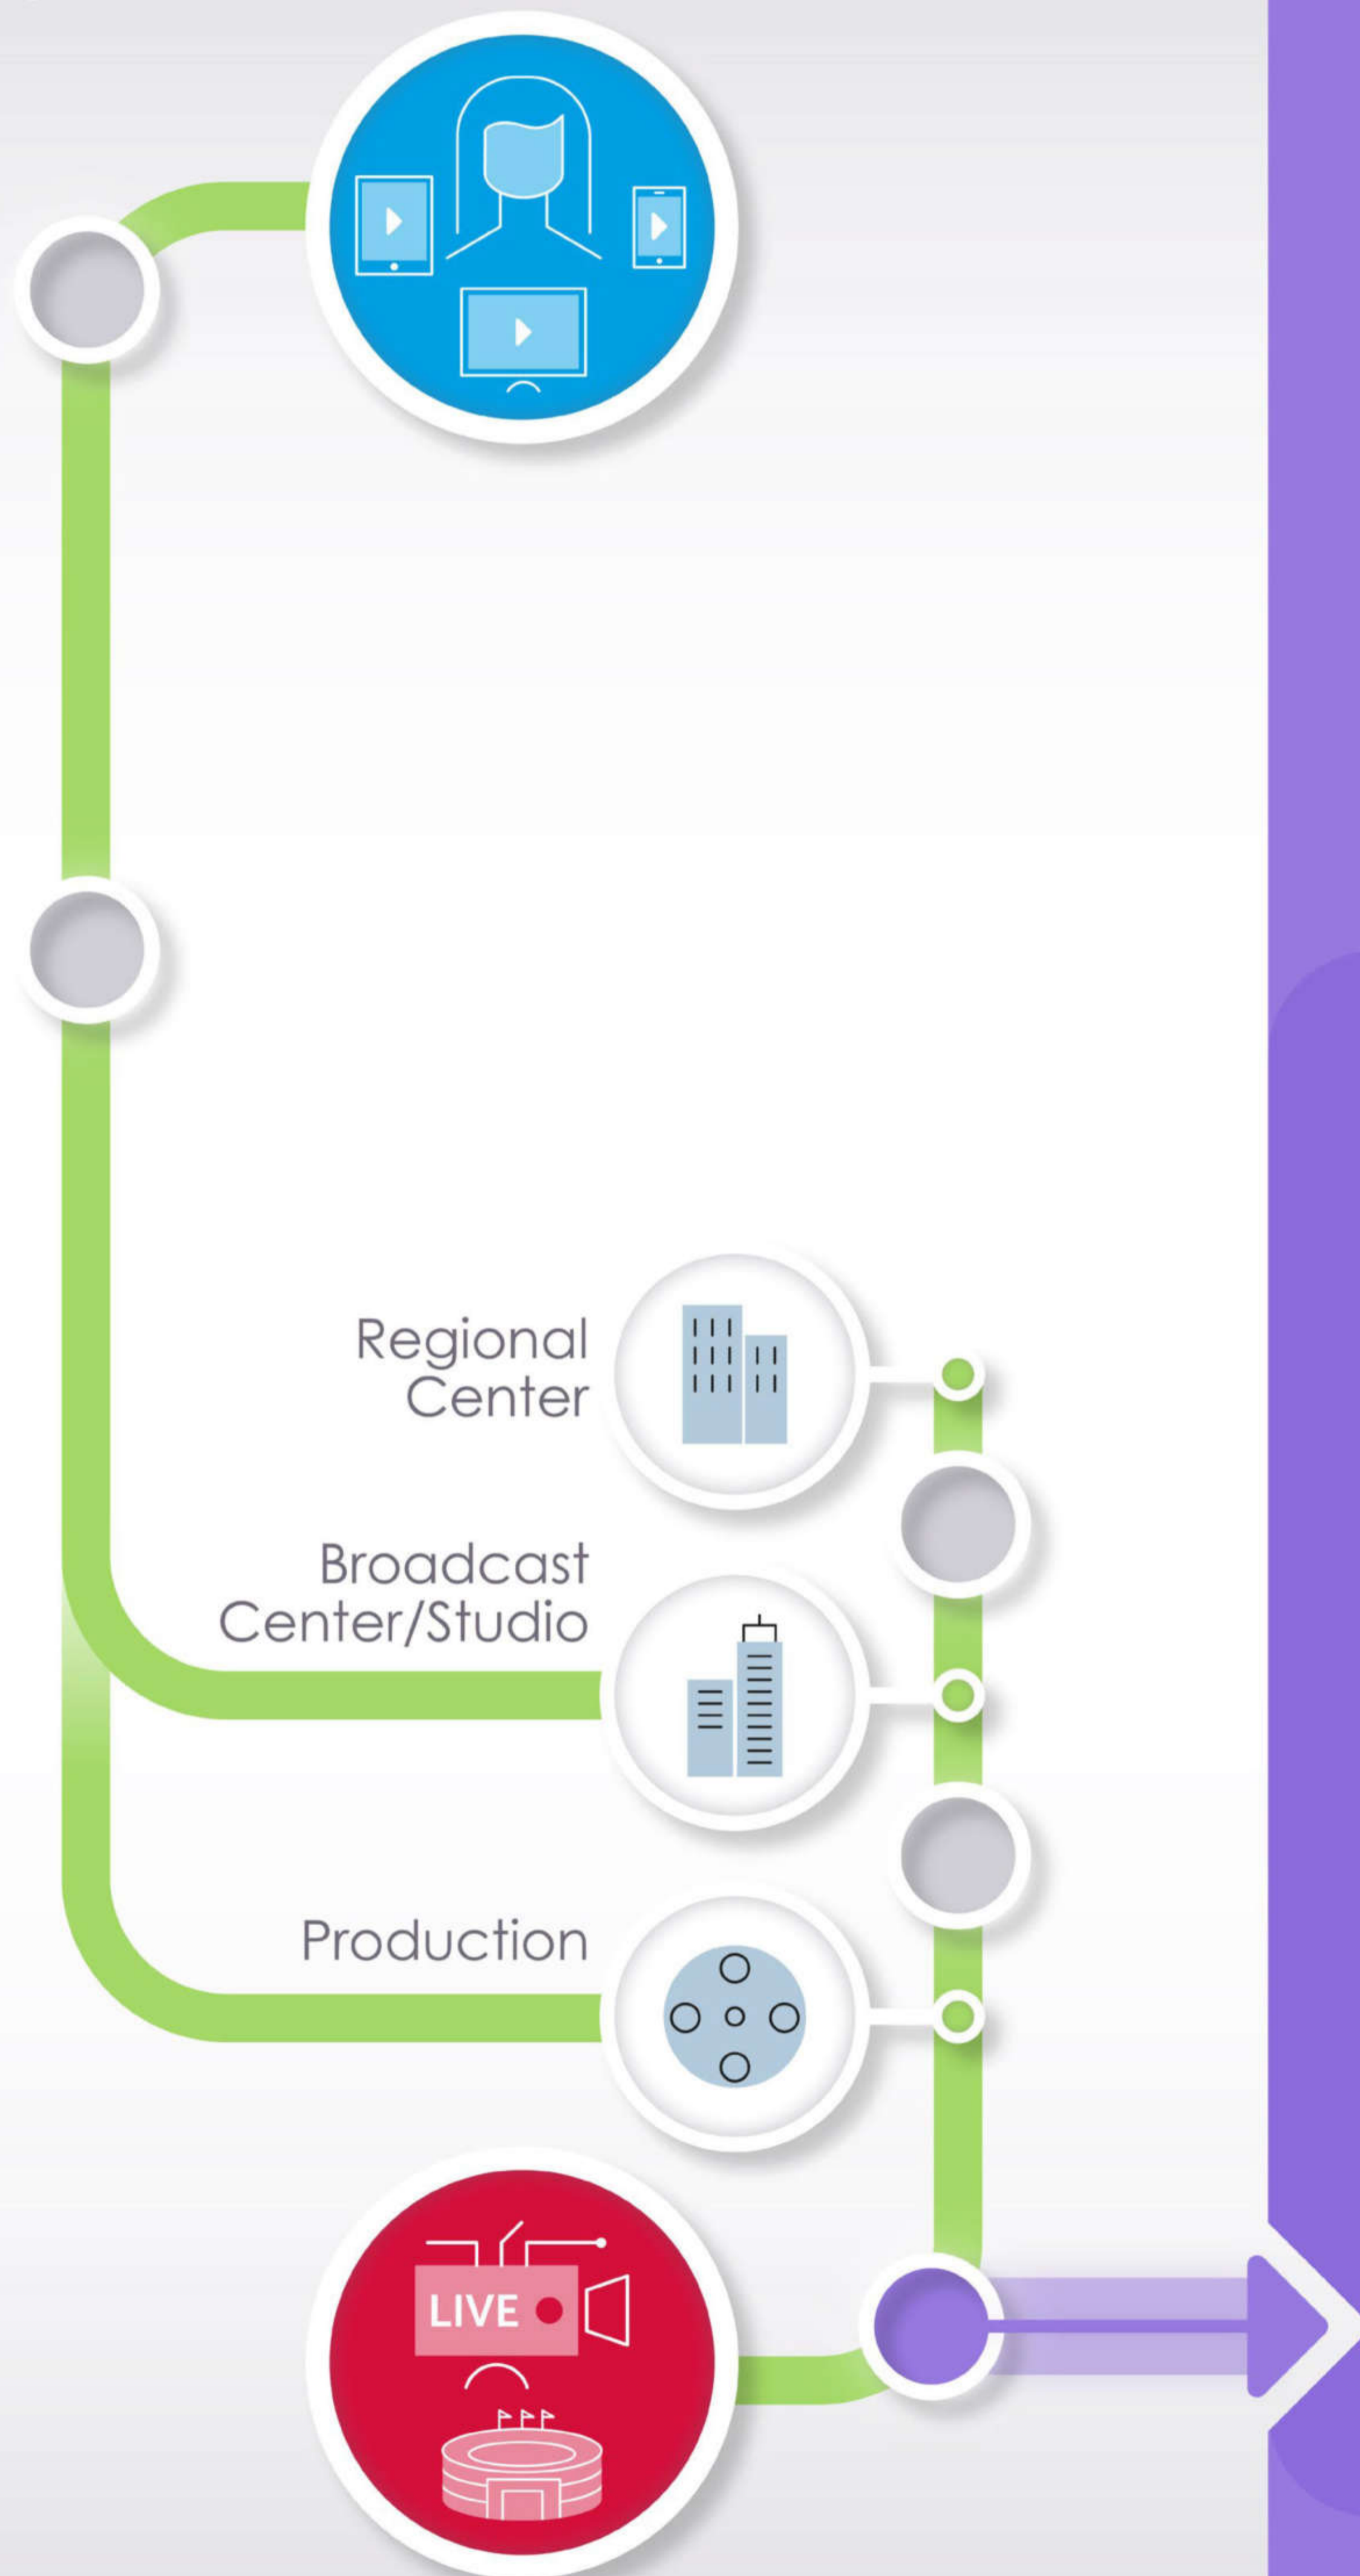 Regional
Center
Broadcast
Center/Studio
Production
LIVE